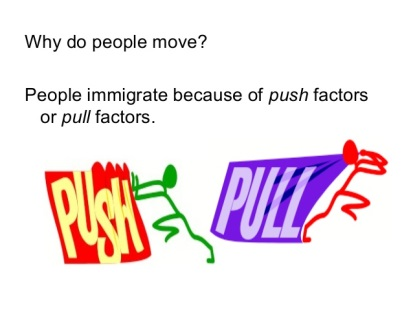 Why do people move?
People immigrate because of push factors
or pull factors.
PUSH
PULL